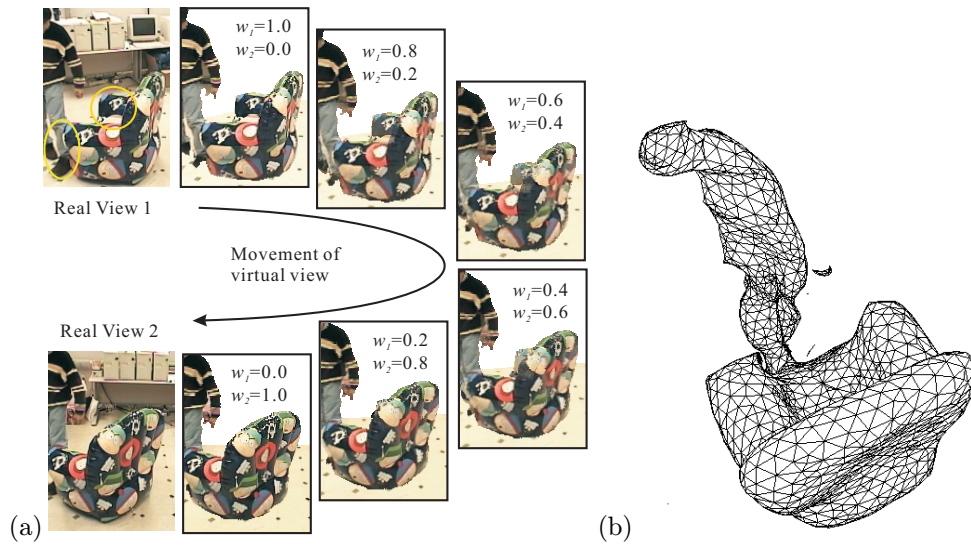 w₁=1.0
w₂=0.0
w₁=0.8
w₂=0.2
w₁=0.6
w₂=0.4
Real View 1
Movement of
virtual view
w₁=0.4
w₂=0.6
Real View 2
w₁=0.2
w₂=0.8
w₁=0.0
w₂=1.0
(a)
(b)